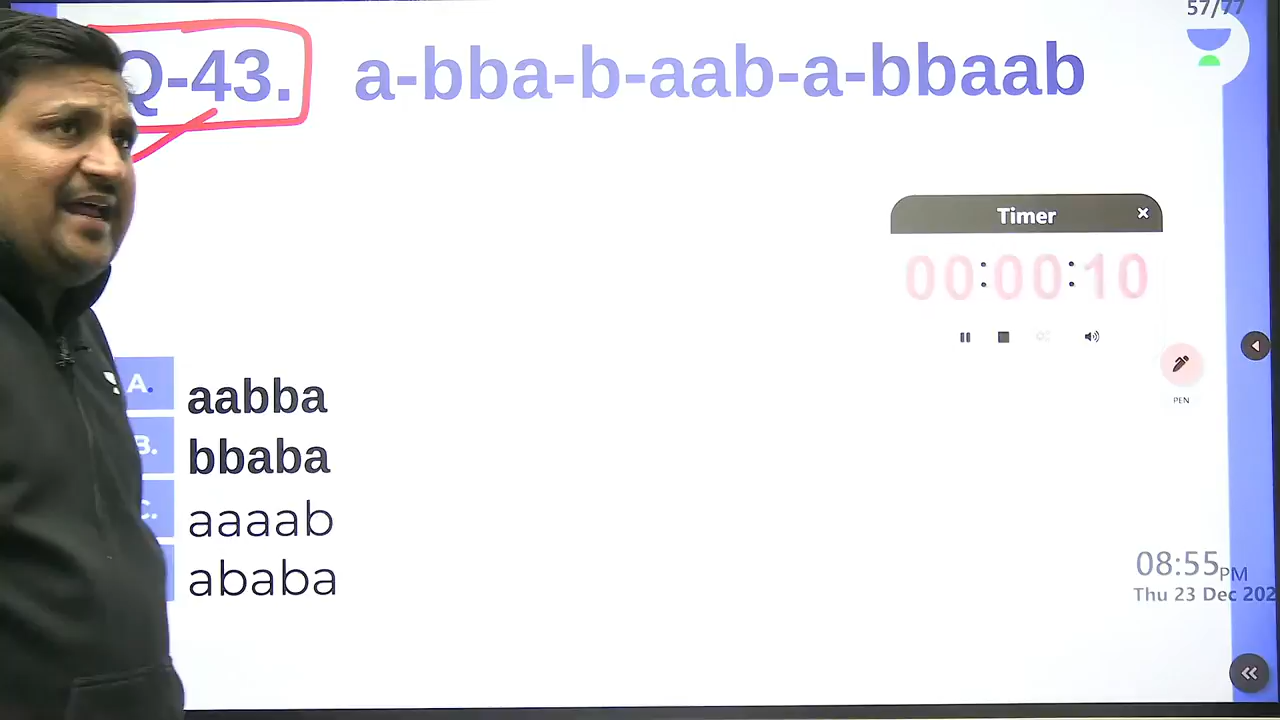 57/77
Q-43. a-bba-b-aab-a-bbaab
Timer
00:00:10
PEN
A. aabba
B. bbaba
C. aaaab
ababa
08:55PM
Thu 23 Dec 202